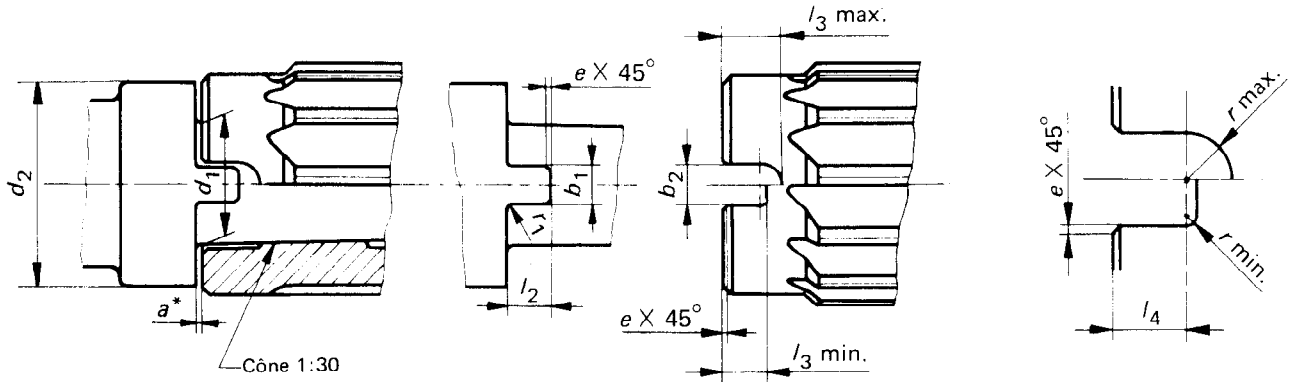 l3 max.
e X 45°
r max.
d2
d1
b1
b2
e X 45°
r1
r min.
l2
l4
a*
e X 45°
Cône 1:30
l3 min.